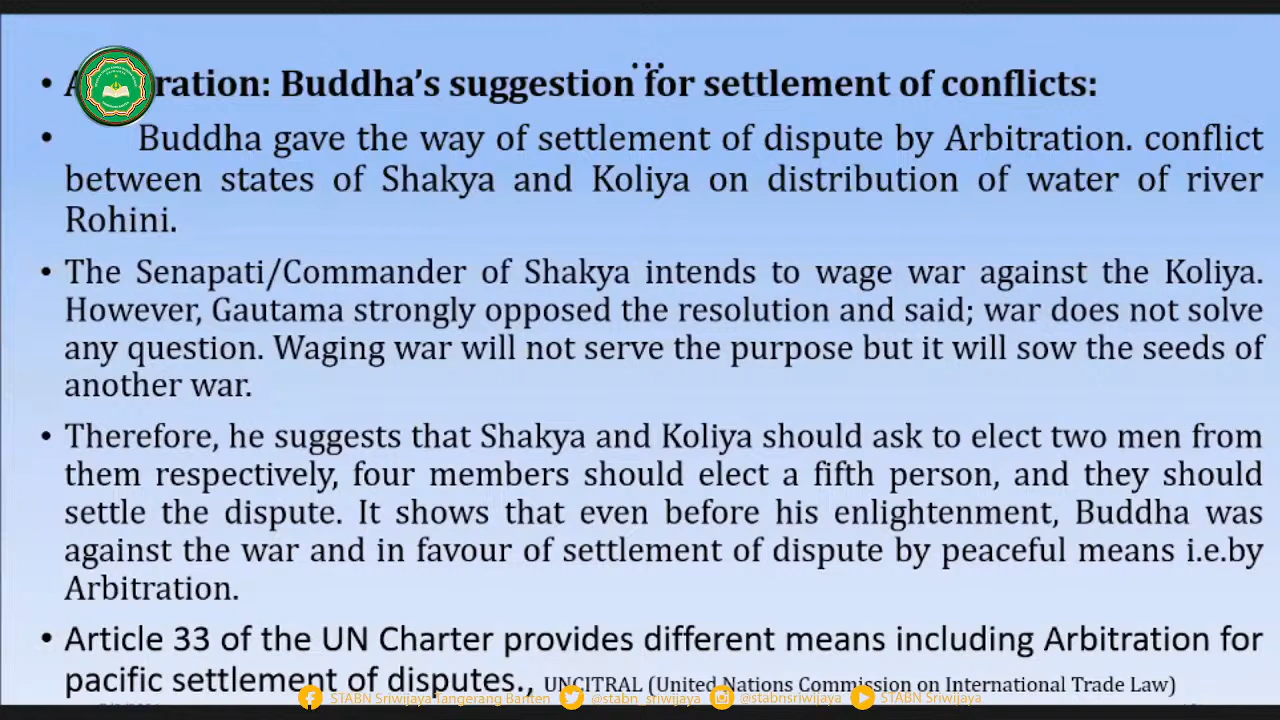 • A ration: Buddha's suggestion for settlement of conflicts:
• Buddha gave the way of settlement of dispute by Arbitration. conflict
between states of Shakya and Koliya on distribution of water of river
Rohini.
• The Senapati/Commander of Shakya intends to wage war against the Koliya.
However, Gautama strongly opposed the resolution and said; war does not solve
any question. Waging war will not serve the purpose but it will sow the seeds of
another war.
• Therefore, he suggests that Shakya and Koliya should ask to elect two men from
them respectively, four members should elect a fifth person, and they should
settle the dispute. It shows that even before his enlightenment, Buddha was
against the war and in favour of settlement of dispute by peaceful means i.e.by
Arbitration.
• Article 33 of the UN Charter provides different means including Arbitration for
pacific settlement of disputes., UNCITRAL (United Nations Commission on International Trade Law)
STABN Sriwijaya Tangerang Banten @stabn_sriwijaya @stabnsriwijaya STABN Sriwijaya